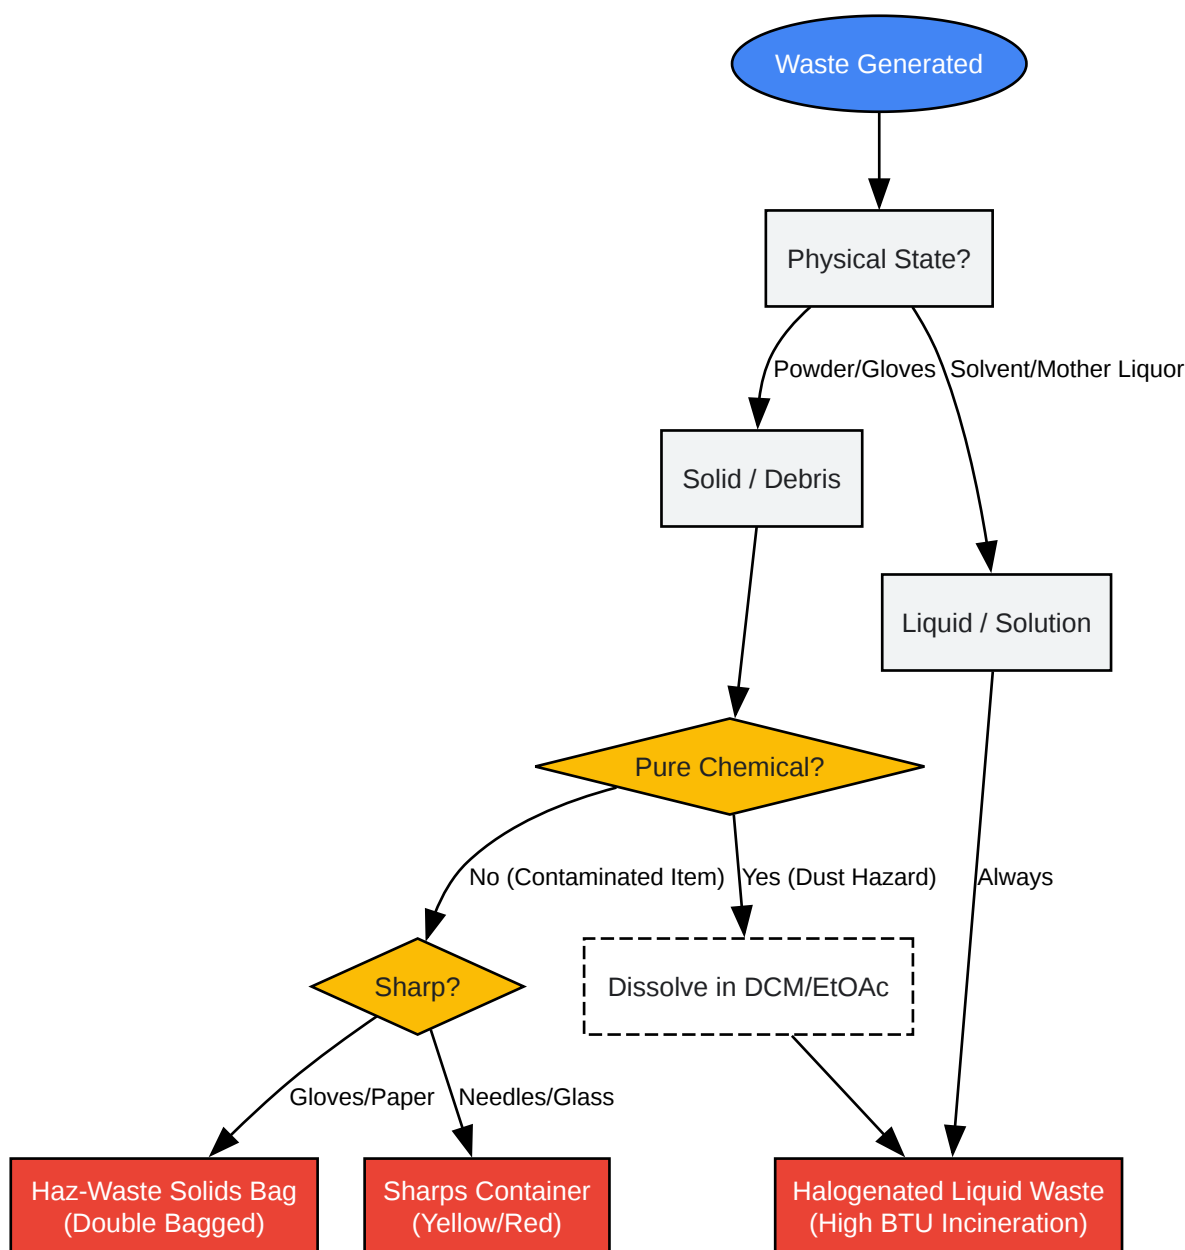 Waste Generated
Physical State?
Powder/Gloves
Solvent/Mother Liquor
Solid / Debris
Liquid / Solution
Pure Chemical?
No (Contaminated Item)
Yes (Dust Hazard)
Always
Sharp?
Dissolve in DCM/EtOAc
Gloves/Paper
Needles/Glass
Haz-Waste Solids Bag
(Double Bagged)
Sharps Container
(Yellow/Red)
Halogenated Liquid Waste
(High BTU Incineration)